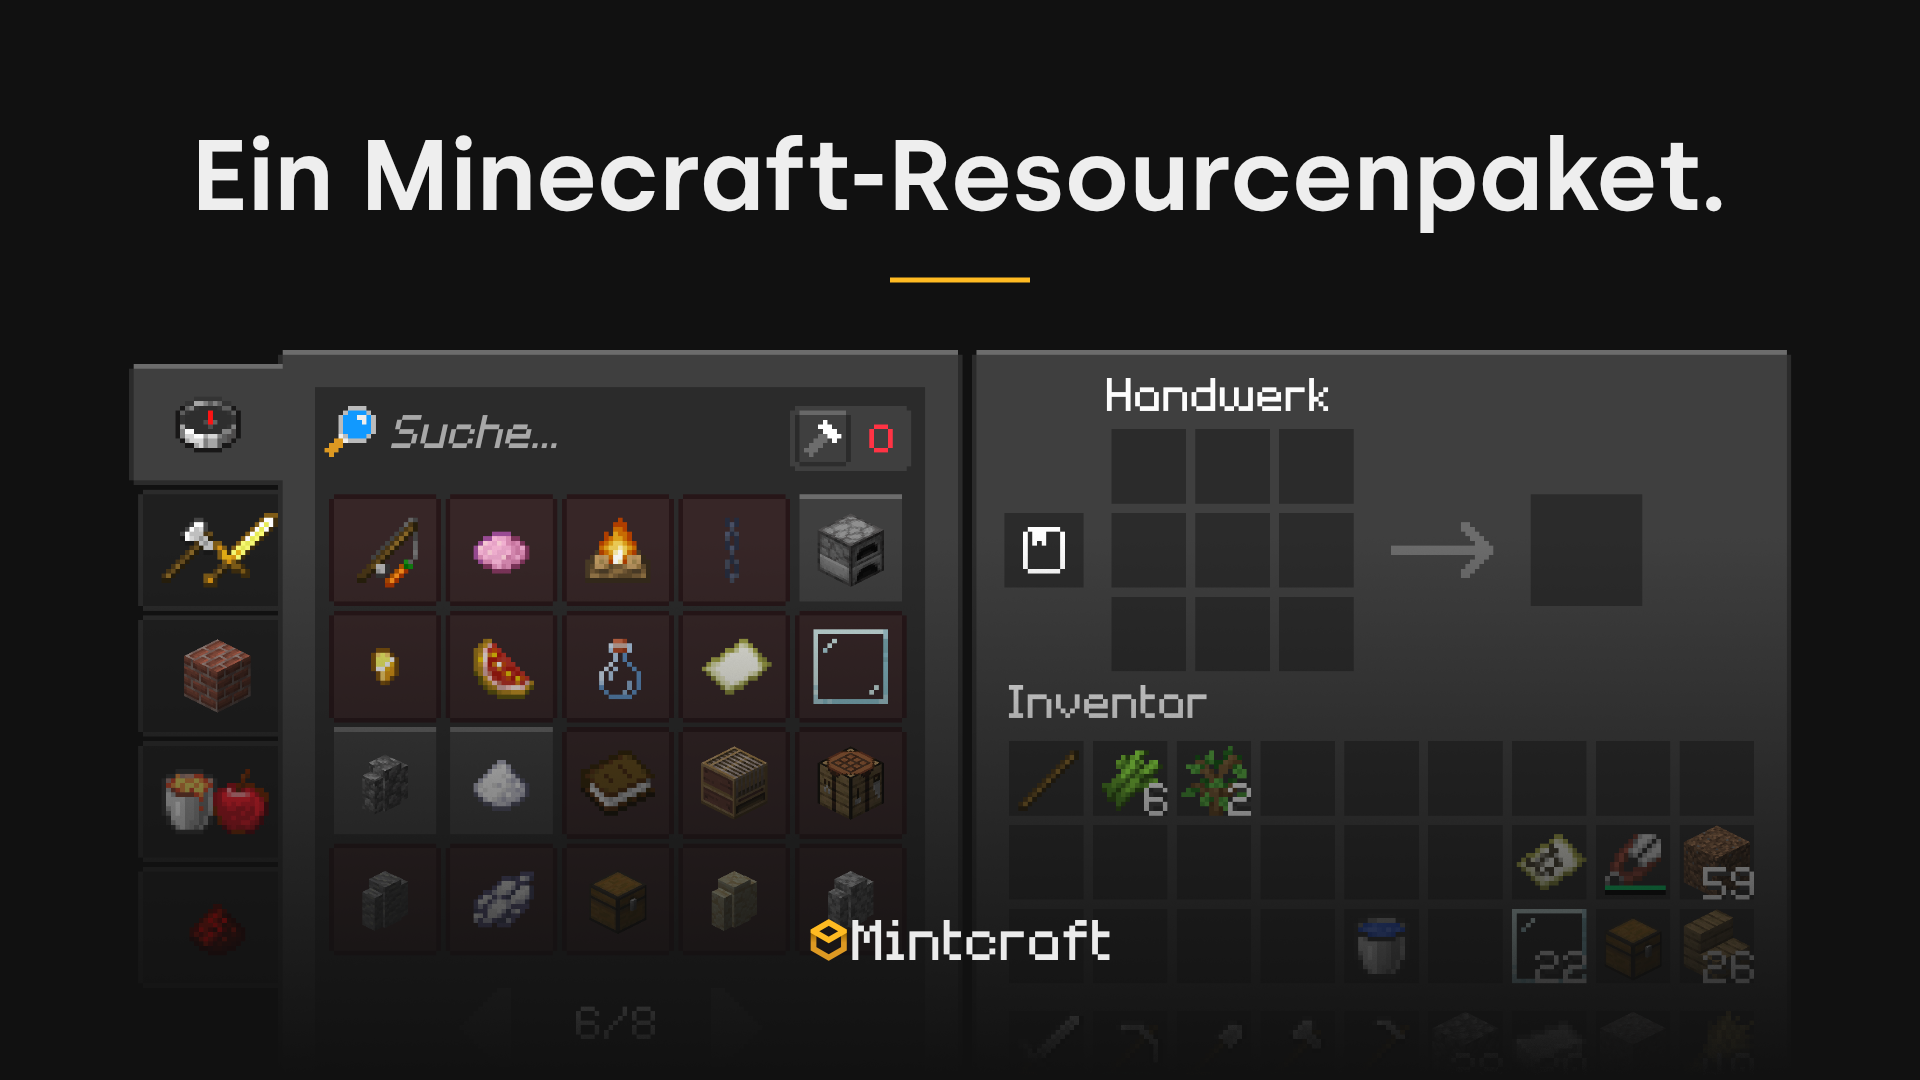 Ein Minecraft-Resourcenpaket.
Suche...
0
Handwerk
Inventar
6
2
59
22
26
Mintcraft
6/8